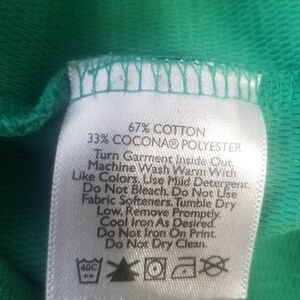 67% COTTON
33% COCONA® POLYESTER
Turn Garment Inside Out.
Machine Wash Warm With
Like Colors. Use Mild Detergent.
Do Not Bleach. Do Not Use
Fabric Softeners. Tumble Dry
Low. Remove Promptly.
Cool Iron As Desired.
Do Not Iron On Print.
Do Not Dry Clean.
40C